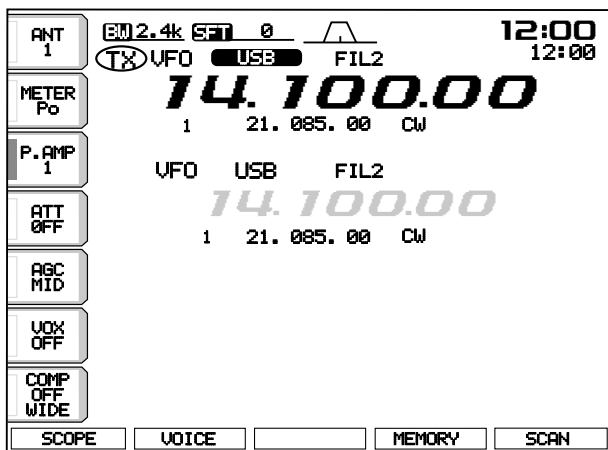 ANT
1
BW 2.4k SFT 0
12:00
TX VFO USB FIL2
12:00
METER
Po
14.100.00
1 21.085.00 CW
P.AMP
1
VFO USB FIL2
14.100.00
ATT
OFF
1 21.085.00 CW
AGC
MID
VOX
OFF
COMP
OFF
WIDE
SCOPE VOICE MEMORY SCAN